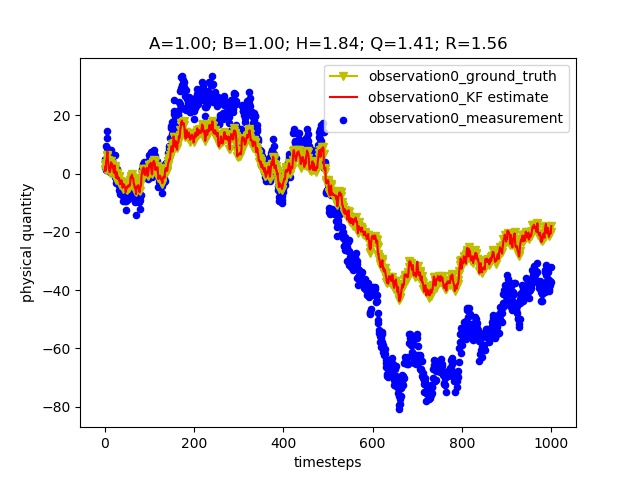 A=1.00; B=1.00; H=1.84; Q=1.41; R=1.56
observation0_ground_truth
observation0_KF estimate
observation0_measurement
20
0
−20
−40
−60
−80
physical quantity
0 200 400 600 800 1000
timesteps